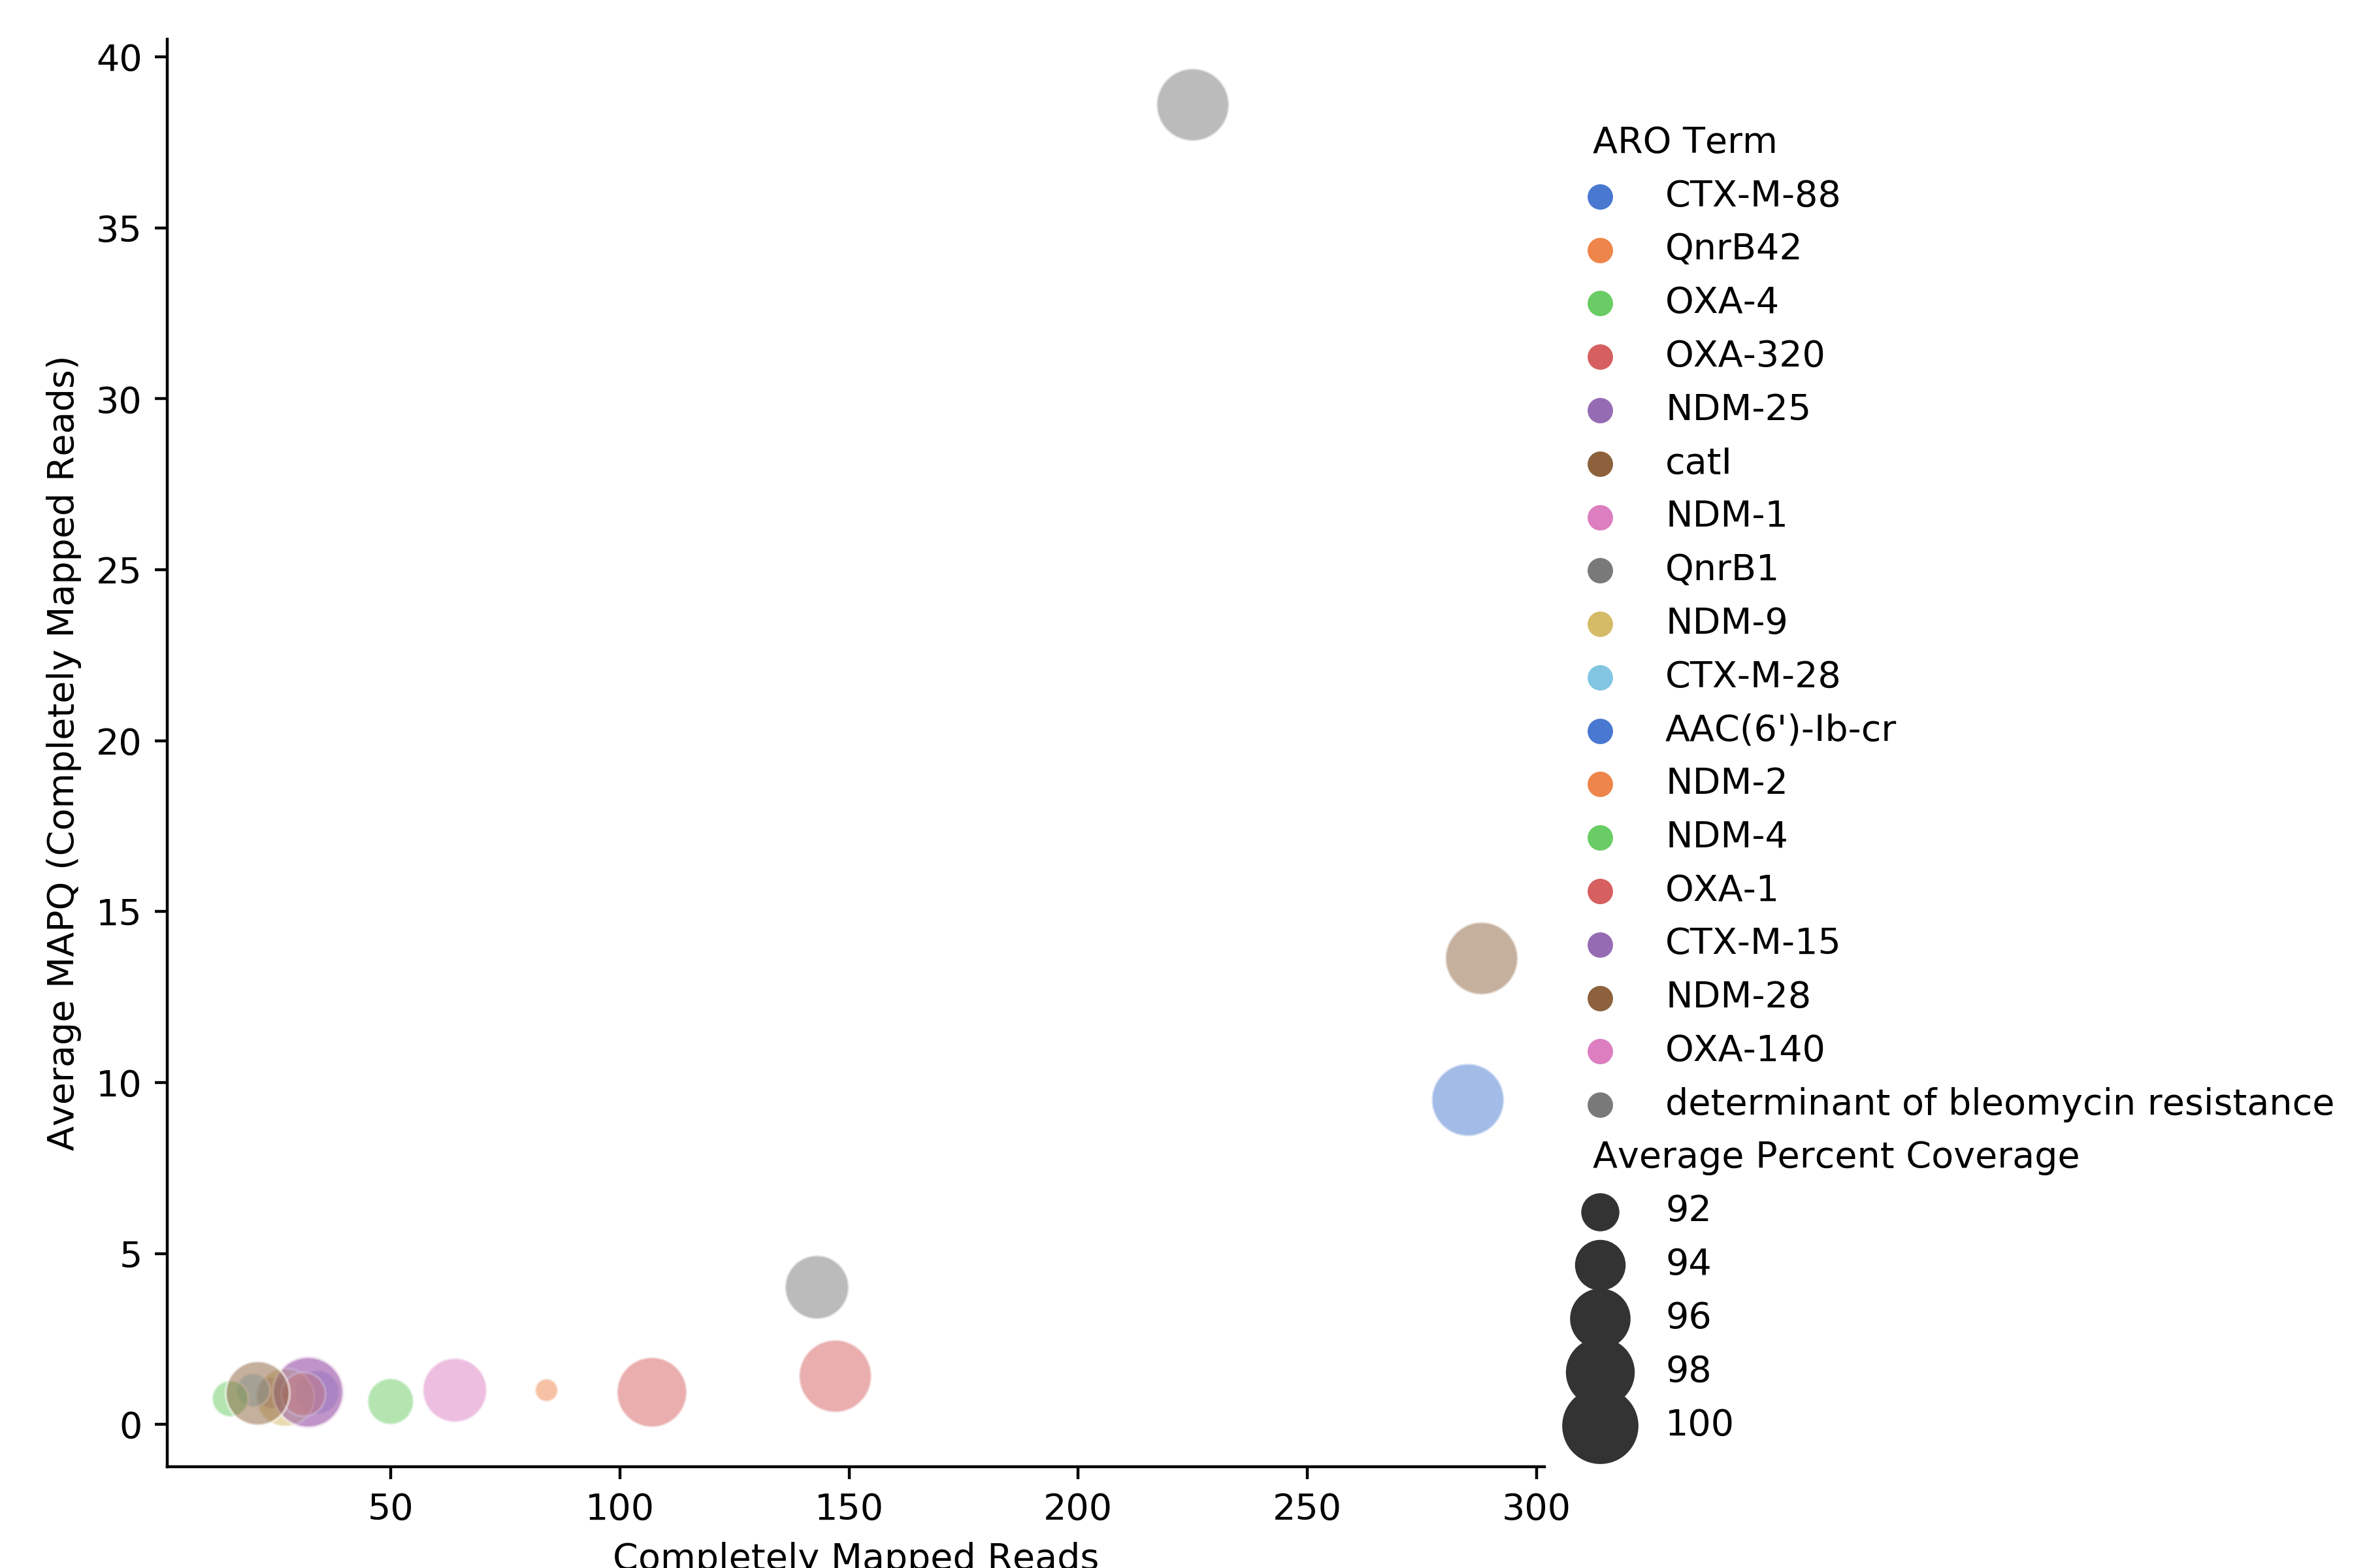 40
35
30
25
20
15
10
5
0
Average MAPQ (Completely Mapped Reads)
50
100
150
200
250
300
Completely Mapped Reads
ARO Term
CTX-M-88
QnrB42
OXA-4
OXA-320
NDM-25
catI
NDM-1
QnrB1
NDM-9
CTX-M-28
AAC(6')-Ib-cr
NDM-2
NDM-4
OXA-1
CTX-M-15
NDM-28
OXA-140
determinant of bleomycin resistance
Average Percent Coverage
92
94
96
98
100